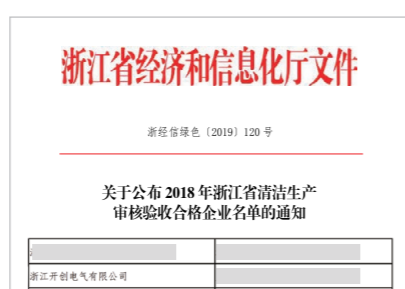 浙江省经济和信息化厅文件
浙经信绿色〔2019〕120 号
关于公布 2018 年浙江省清洁生产
审核验收合格企业名单的通知
浙江开创电气有限公司